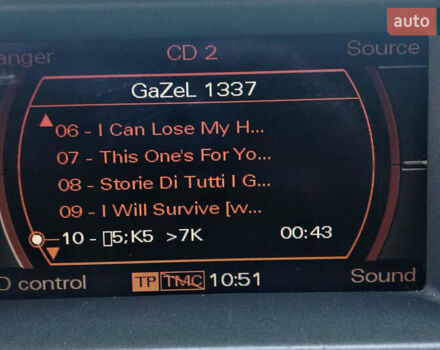 auto
anger
CD 2
Source
GaZeL 1337
06 - I Can Lose My H...
07 - This One's For Yo...
08 - Storie Di Tutti I G...
09 - I Will Survive [w...
10 - ▯5;K5 >7K 00:43
D control
TP TMC 10:51
Sound